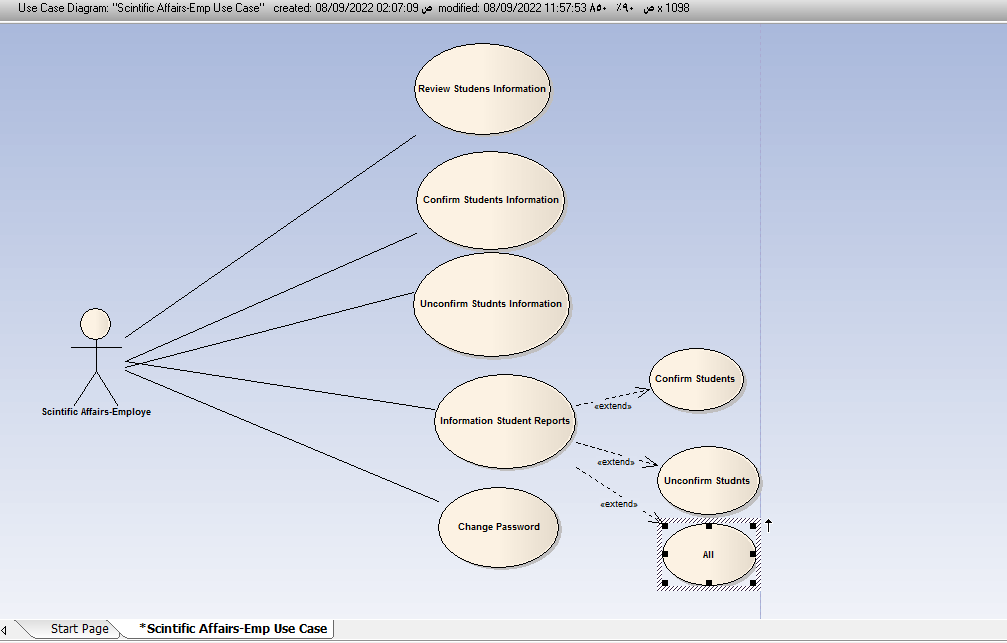 Use Case Diagram: "Scintific Affairs-Emp Use Case" created: 08/09/2022 02:07:09 ص modified: 08/09/2022 11:57:53 ص ٩٠٪ ٨٥٠ x 1098
Review Studens Information
Confirm Students Information
Unconfirm Studnts Information
Confirm Students
«extend»
Scintific Affairs-Employe
Information Student Reports
«extend»
Unconfirm Studnts
«extend»
Change Password
All
Start Page
*Scintific Affairs-Emp Use Case